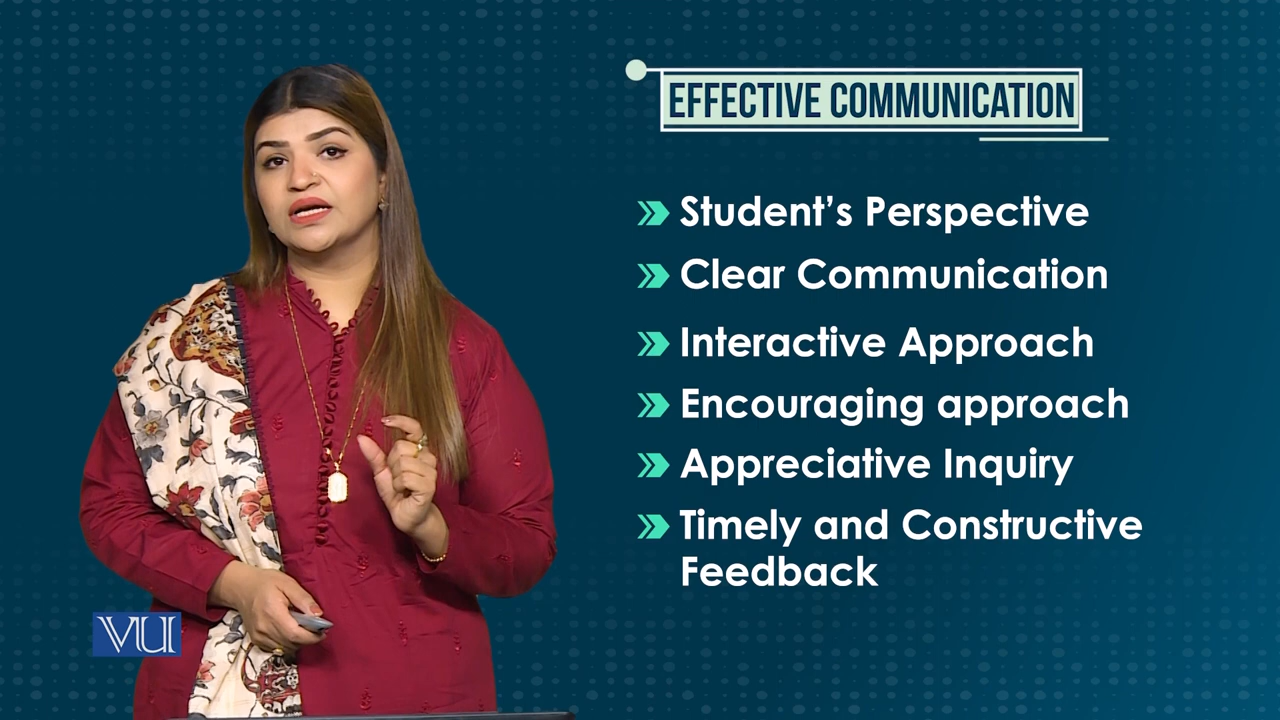 EFFECTIVE COMMUNICATION
Student’s Perspective
Clear Communication
Interactive Approach
Encouraging approach
Appreciative Inquiry
Timely and Constructive
Feedback
VU